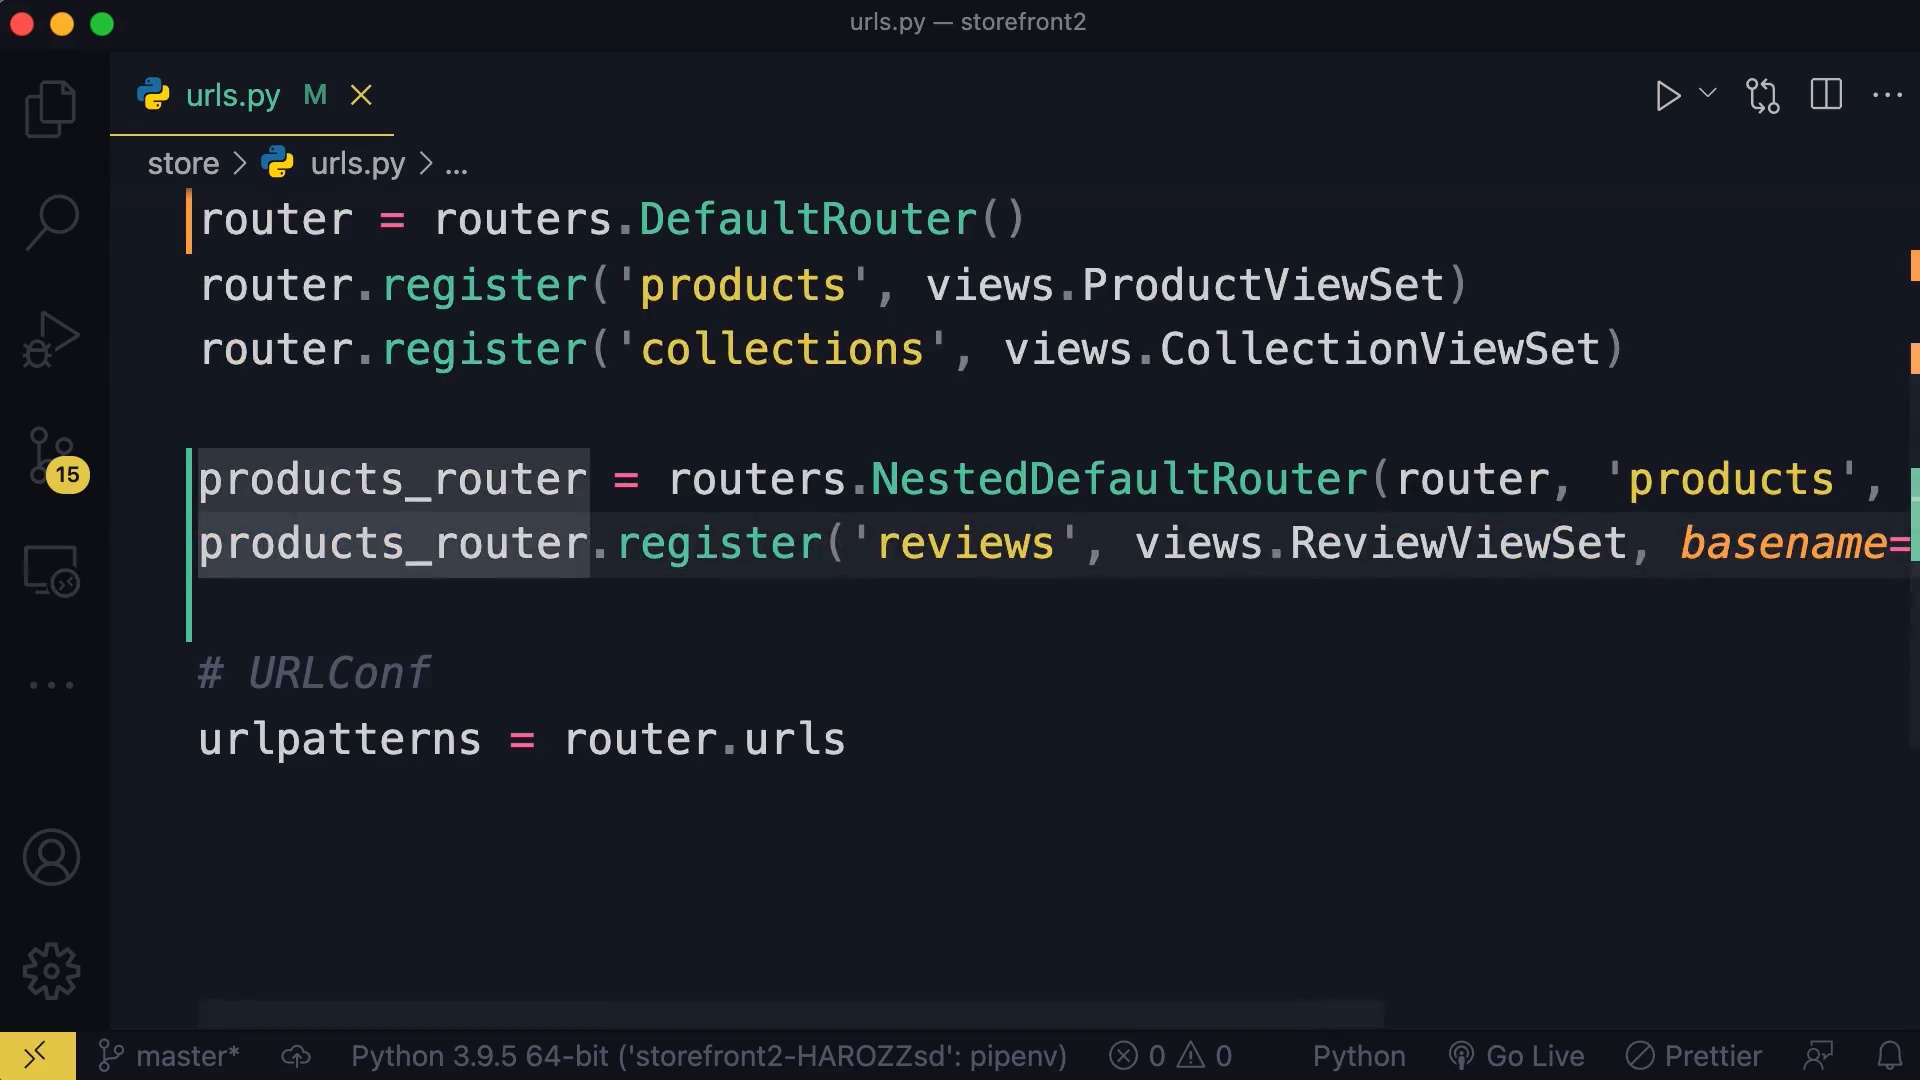 urls.py — storefront2
urls.py M
store > urls.py > ...
router = routers.DefaultRouter()
router.register('products', views.ProductViewSet)
router.register('collections', views.CollectionViewSet)
products_router = routers.NestedDefaultRouter(router, 'products',
products_router.register('reviews', views.ReviewViewSet, basename=
15
# URLConf
urlpatterns = router.urls
master* Python 3.9.5 64-bit ('storefront2-HAROZZsd': pipenv) 0 0 Python Go Live Prettier